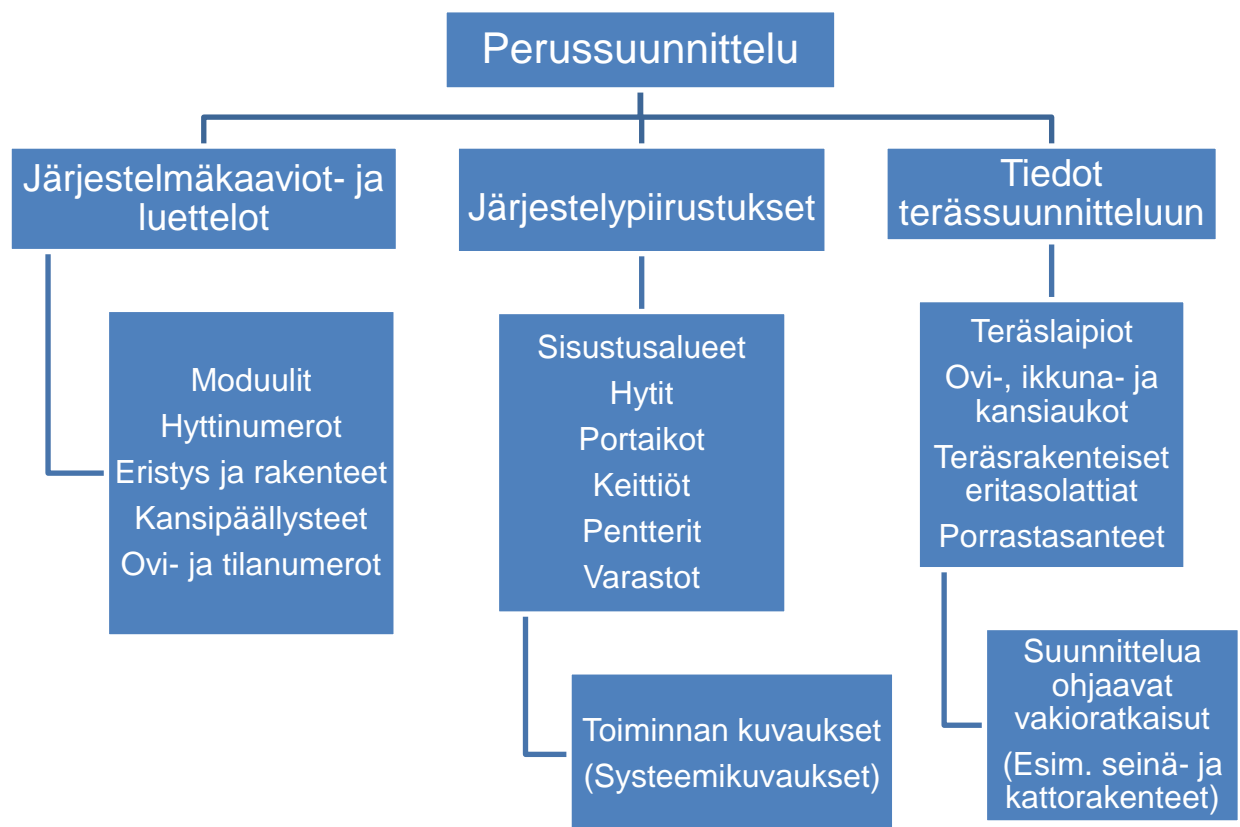 Perussuunnittelu
Järjestelmäkaaviot- ja
luettelot
Järjestelypiirustukset
Tiedot
terässuunnitteluun
Moduulit
Hyttinumerot
Eristys ja rakenteet
Kansipäällysteet
Ovi- ja tilanumerot
Sisustusalueet
Hytit
Portaikot
Keittiöt
Pentterit
Varastot
Teräslaipiot
Ovi-, ikkuna- ja
kansiaukot
Teräsrakenteiset
eritasolattiat
Porrastasanteet
Toiminnan kuvaukset
(Systeemikuvaukset)
Suunnittelua
ohjaavat
vakioratkaisut
(Esim. seinä- ja
kattorakenteet)